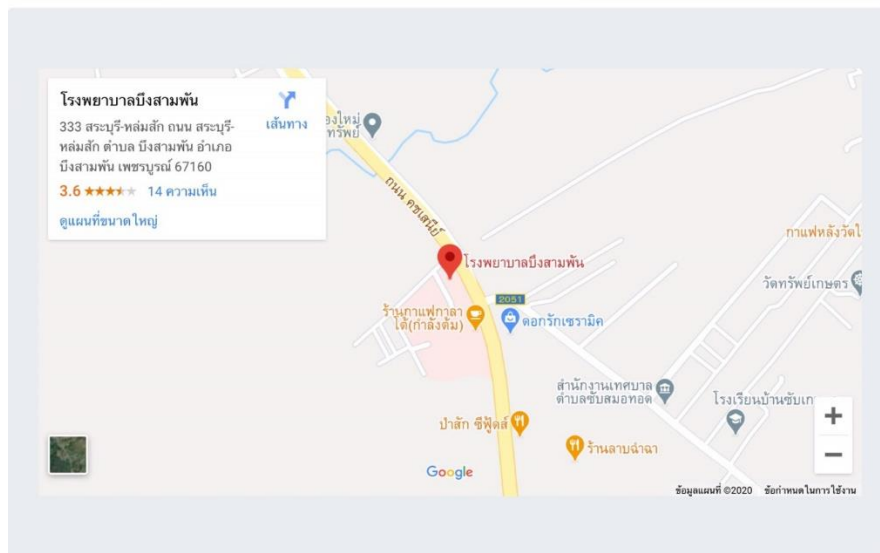 โรงพยาบาลบึงสามพัน
เส้นทาง
333 สระบุรี-หล่มสัก ถนน สระบุรี-
หล่มสัก ตำบล บึงสามพัน อำเภอ
บึงสามพัน เพชรบูรณ์ 67160
3.6
14 ความเห็น
ดูแผนที่ขนาดใหญ่
องใหม่
ทรัพย์
ถนน คชเสนีย์
กาแฟหลังวัดใ
โรงพยาบาลบึงสามพัน
วัดทรัพย์เกษตร
2051
ร้านกาแฟกาลา
ไต้(กำลังต้ม)
ดอกรักเซรามิค
สำนักงานเทศบาล
ตำบลซับสมอทอด
โรงเรียนบ้านซับเก
ป๋าสัก ซีฟู้ดส์
ร้านลาบฉ่าฉา
Google
ข้อมูลแผนที่ ©2020
ข้อกำหนดในการใช้งาน